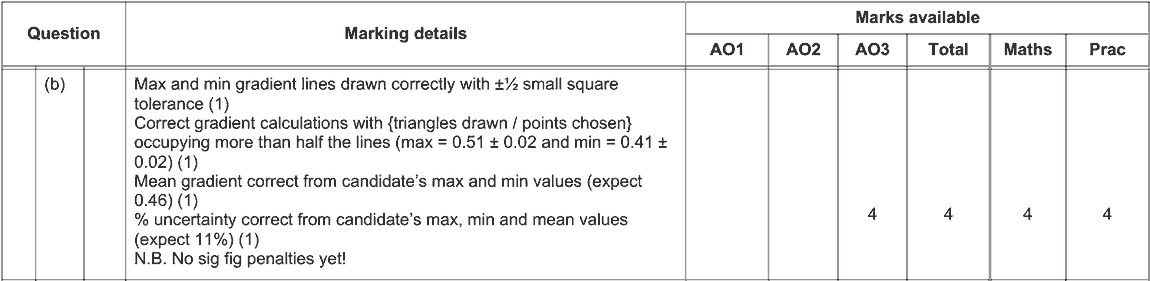 Question
Marking details
Marks available
AO1 AO2 AO3 Total Maths Prac
(b)
Max and min gradient lines drawn correctly with ±½ small square
tolerance (1)
Correct gradient calculations with {triangles drawn / points chosen}
occupying more than half the lines (max = 0.51 ± 0.02 and min = 0.41 ±
0.02) (1)
Mean gradient correct from candidate's max and min values (expect
0.46) (1)
% uncertainty correct from candidate's max, min and mean values
(expect 11%) (1)
N.B. No sig fig penalties yet!
4 4 4 4